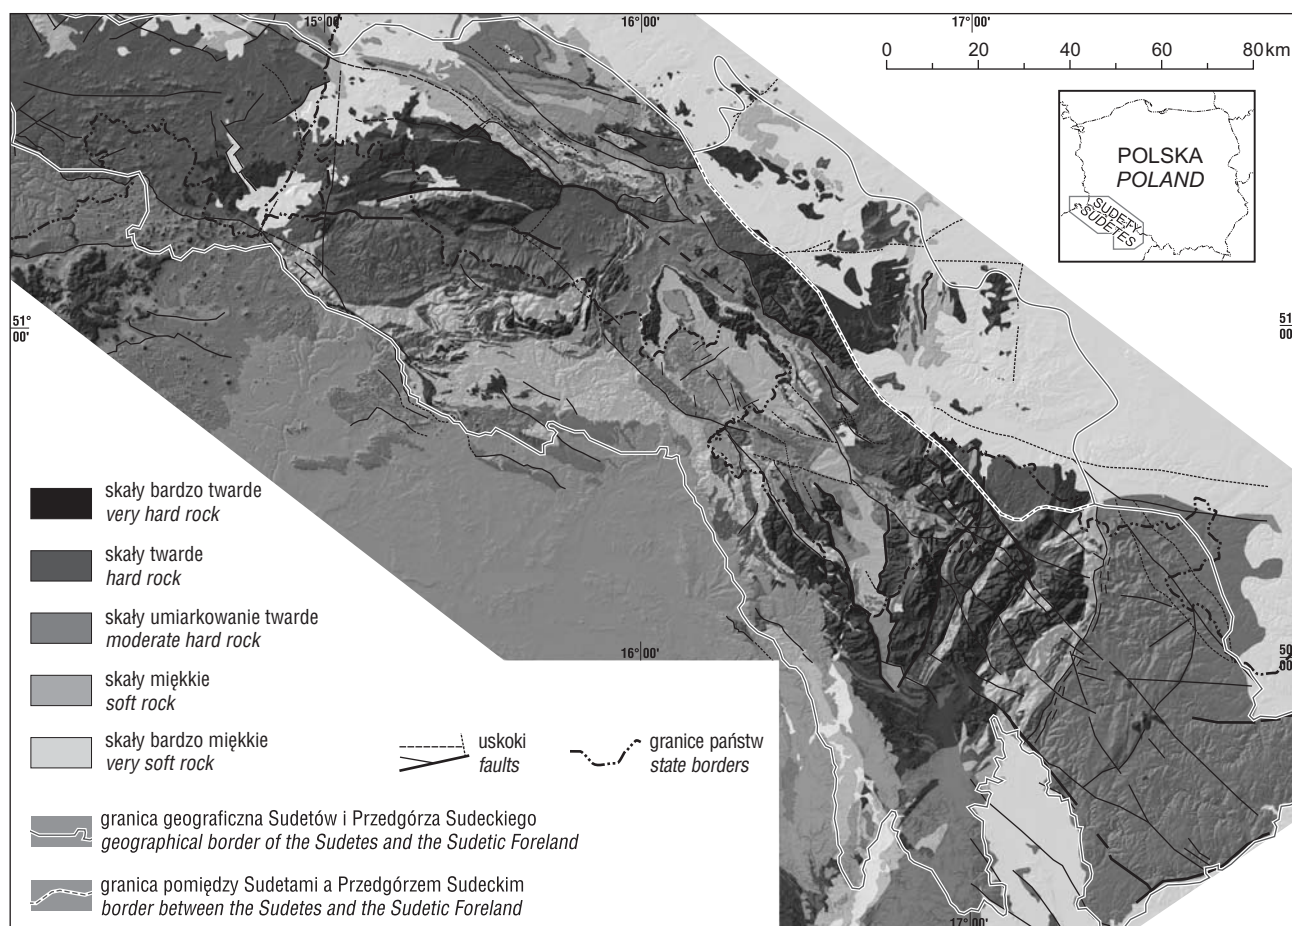 15°00'
16°00'
17°00'
0 20 40 60 80 km
POLSKA
POLAND
SUDETY
SUDETES
51°
00'
51
00
skały bardzo twarde
very hard rock
skały twarde
hard rock
skały umiarkowanie twarde
moderate hard rock
skały miękkie
soft rock
skały bardzo miękkie
very soft rock
16°00'
50
00
uskoki
faults
granice państw
state borders
granica geograficzna Sudetów i Przedgórza Sudeckiego
geographical border of the Sudetes and the Sudetic Foreland
granica pomiędzy Sudetami a Przedgórzem Sudeckim
border between the Sudetes and the Sudetic Foreland
17°00'